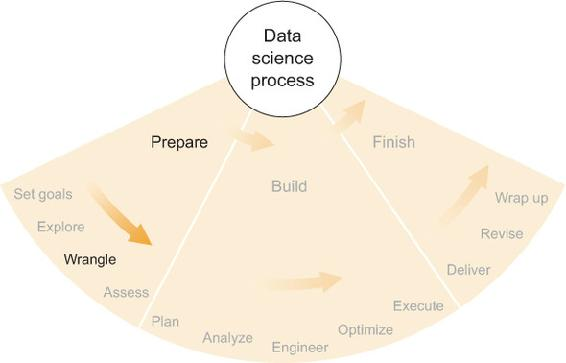 Data
science
process
Prepare
Finish
Build
Set goals
Explore
Wrangle
Assess
Plan
Analyze
Engineer
Optimize
Execute
Deliver
Revise
Wrap up